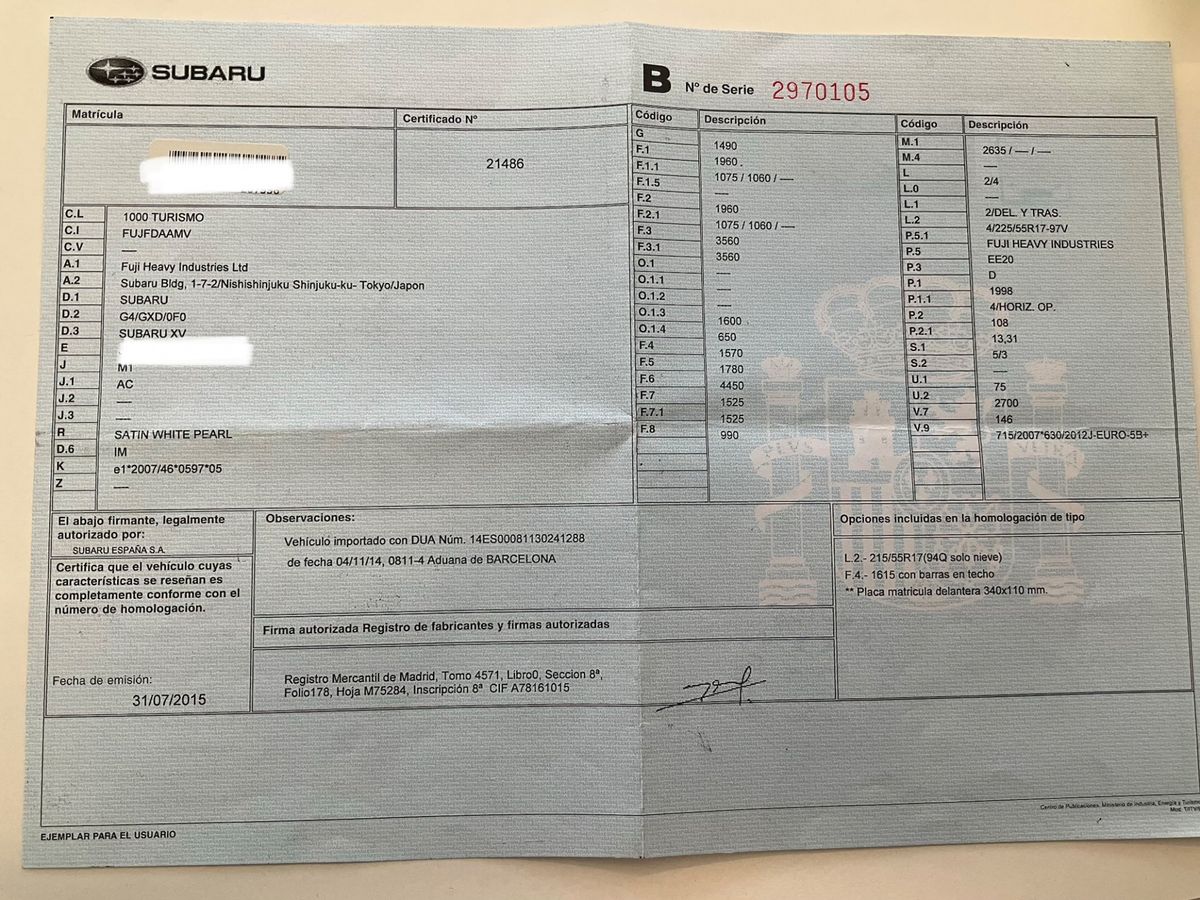 SUBARU
B Nº de Serie 2970105
Matrícula
Certificado Nº
21486
C.L 1000 TURISMO
C.I FUJFDAAMV
C.V —
A.1 Fuji Heavy Industries Ltd
A.2 Subaru Bldg, 1-7-2/Nishishinjuku Shinjuku-ku- Tokyo/Japon
D.1 SUBARU
D.2 G4/GXD/0F0
D.3 SUBARU XV
E
J M1
J.1 AC
J.2 —
J.3 —
R SATIN WHITE PEARL
D.6 IM
K e1*2007/46*0597*05
Z —
Código Descripción
G 1490
F.1 1960
F.1.1 1075 / 1060 / —
F.1.5 —
F.2 1960
F.2.1 1075 / 1060 / —
F.3 3560
F.3.1 3560
O.1 —
O.1.1 —
O.1.2 —
O.1.3 1600
O.1.4 650
F.4 1570
F.5 1780
F.6 4450
F.7 1525
F.7.1 1525
F.8 990
Código Descripción
M.1 2635 / — / —
M.4 —
L 2/4
L.0 —
L.1 2/DEL. Y TRAS.
L.2 4/225/55R17-97V
P.5.1 FUJI HEAVY INDUSTRIES
P.5 EE20
P.3 D
P.1 1998
P.1.1 4/HORIZ. OP.
P.2 108
P.2.1 13,31
S.1 5/3
S.2 —
U.1 75
U.2 2700
V.7 146
V.9 715/2007*630/2012J-EURO-5B+
PLVS VLTRA
El abajo firmante, legalmente
autorizado por:
SUBARU ESPAÑA S.A.
Certifica que el vehículo cuyas
características se reseñan es
completamente conforme con el
número de homologación.
Fecha de emisión:
31/07/2015
Observaciones:
Vehículo importado con DUA Núm. 14ES00081130241288
de fecha 04/11/14, 0811-4 Aduana de BARCELONA
Firma autorizada Registro de fabricantes y firmas autorizadas
Registro Mercantil de Madrid, Tomo 4571, Libro0, Seccion 8ª,
Folio178, Hoja M75284, Inscripción 8ª CIF A78161015
Opciones incluidas en la homologación de tipo
L.2.- 215/55R17(94Q solo nieve)
F.4.- 1615 con barras en techo
** Placa matricula delantera 340x110 mm.
Centro de Publicaciones. Ministerio de Industria, Energía y Turismo
EJEMPLAR PARA EL USUARIO